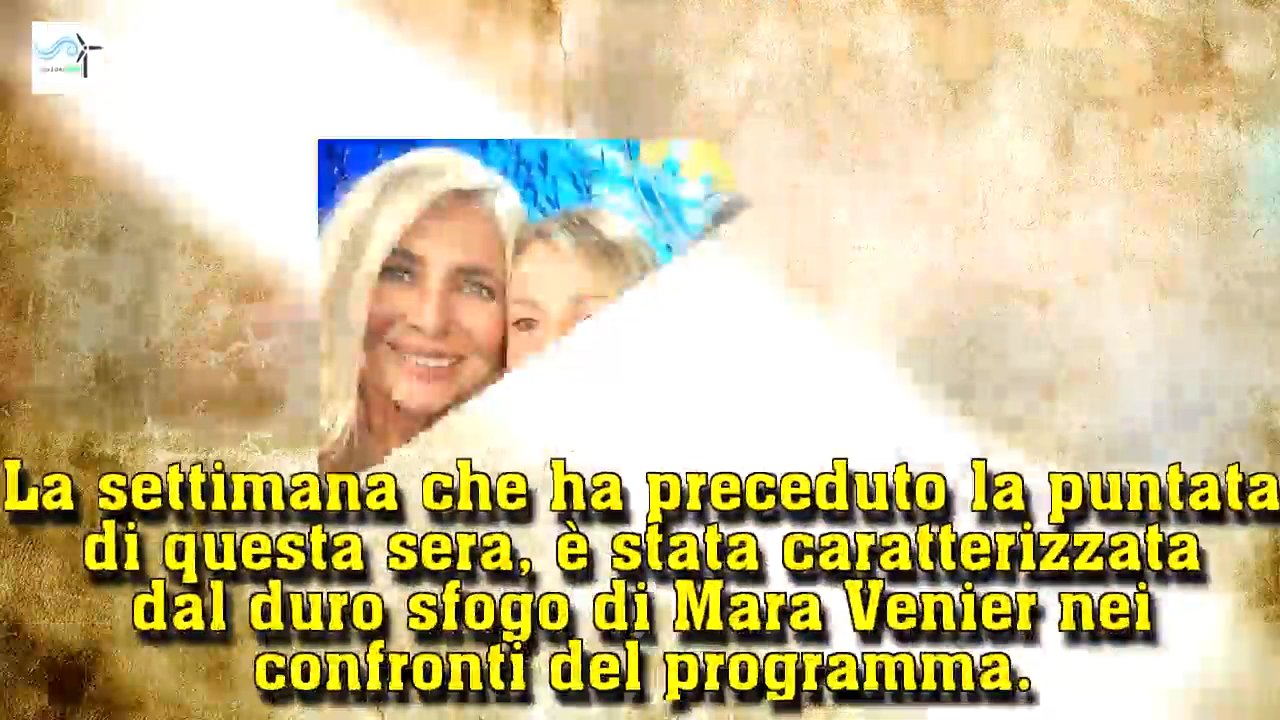 La settimana che ha preceduto la puntata
di questa sera, è stata caratterizzata
dal duro sfogo di Mara Venier nei
confronti del programma.